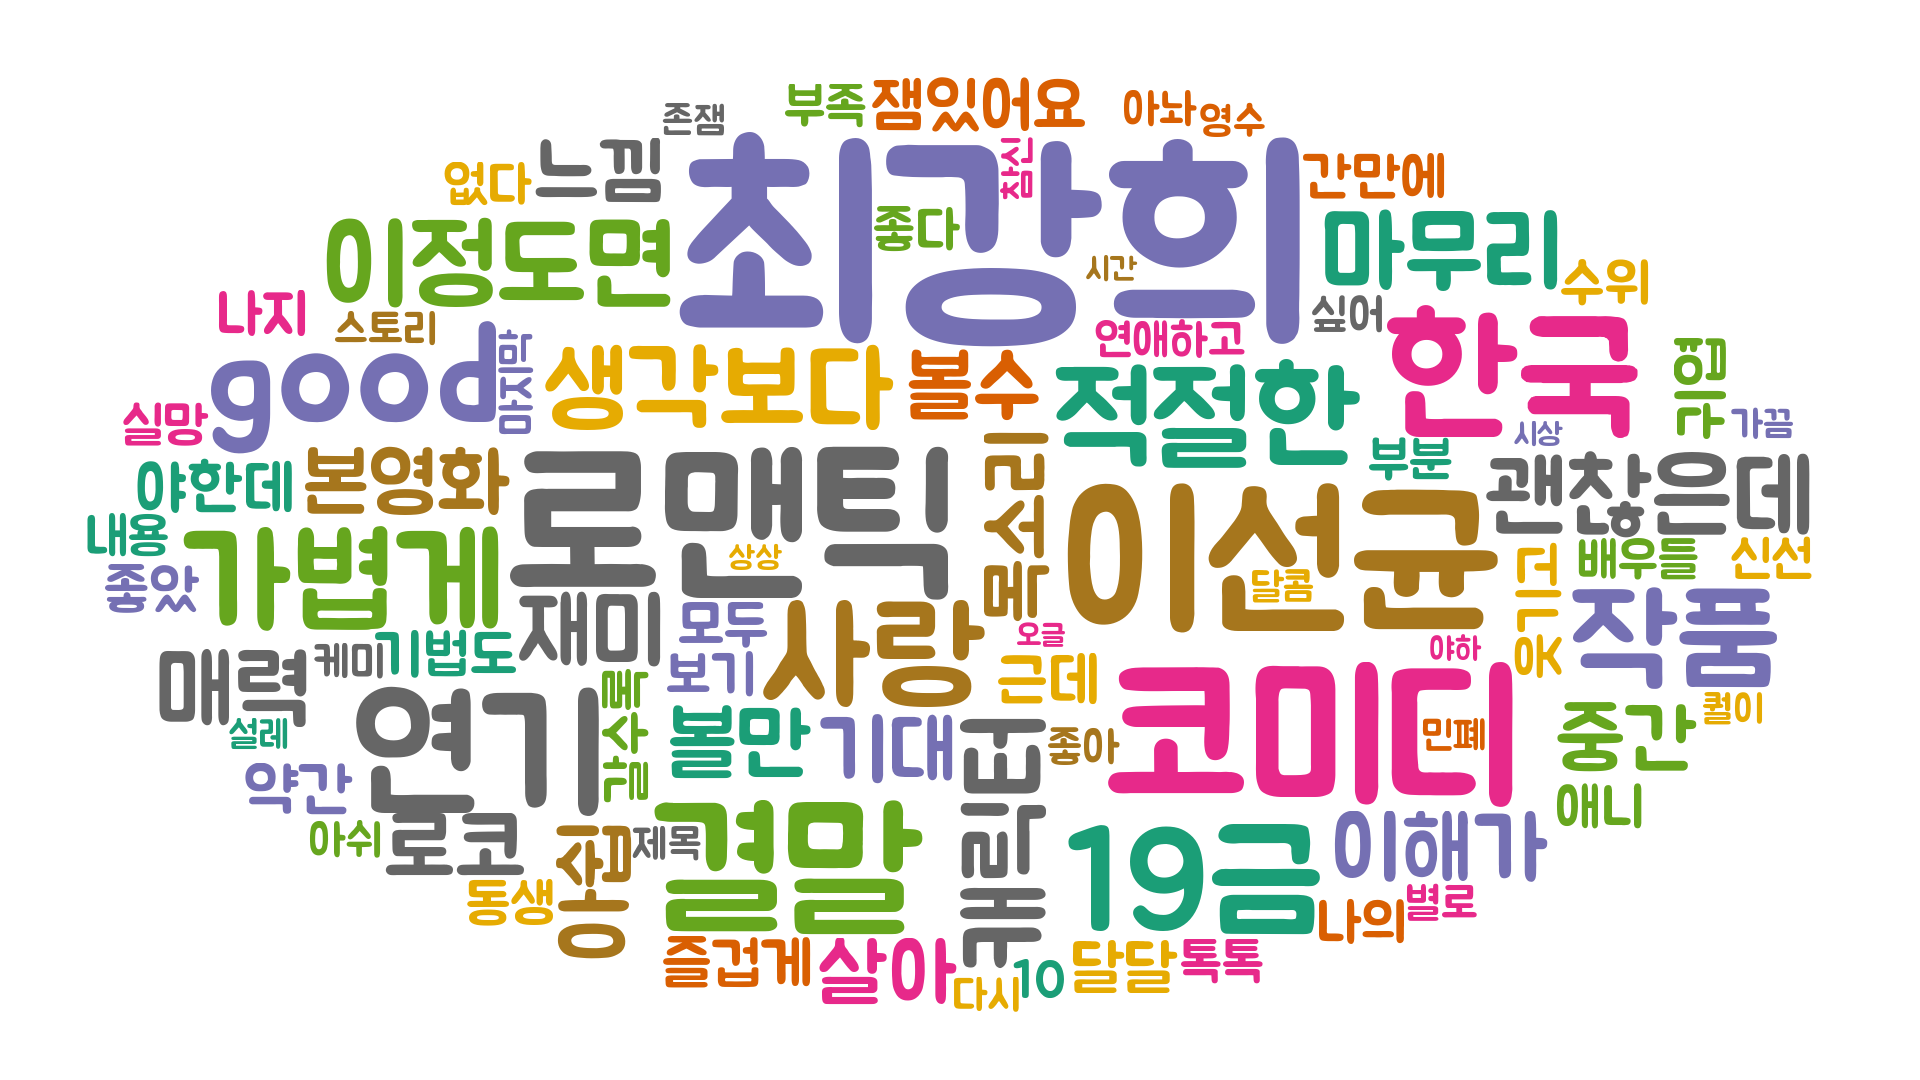 부족 잼있어요 아놔 영수
존잼
없다 느낌 최강희 참신 간만에
이정도면 좋다 마무리
시간 수위
나지 스토리 싶어
good 학점 생각보다 볼수 연애하고 적절한 한국
실망 시상 가끔
야한데 본영화 로맨틱 목소리 이선균 부분 괜찮은데
내용 가볍게 상상 달콤 배우들 신선
좋았 재미 모두 사랑 오글 작품
매력 케미 기법도 보기 근데 야하
설레 연기 볼만 기대 캐릭터 좋아 코미디 민폐 중간 퀄이
약간 애니
아쉬 로코 제목 결말 19금 이해가
동생 나의 별로
즐겁게 살아 다시 10 달달 톡톡